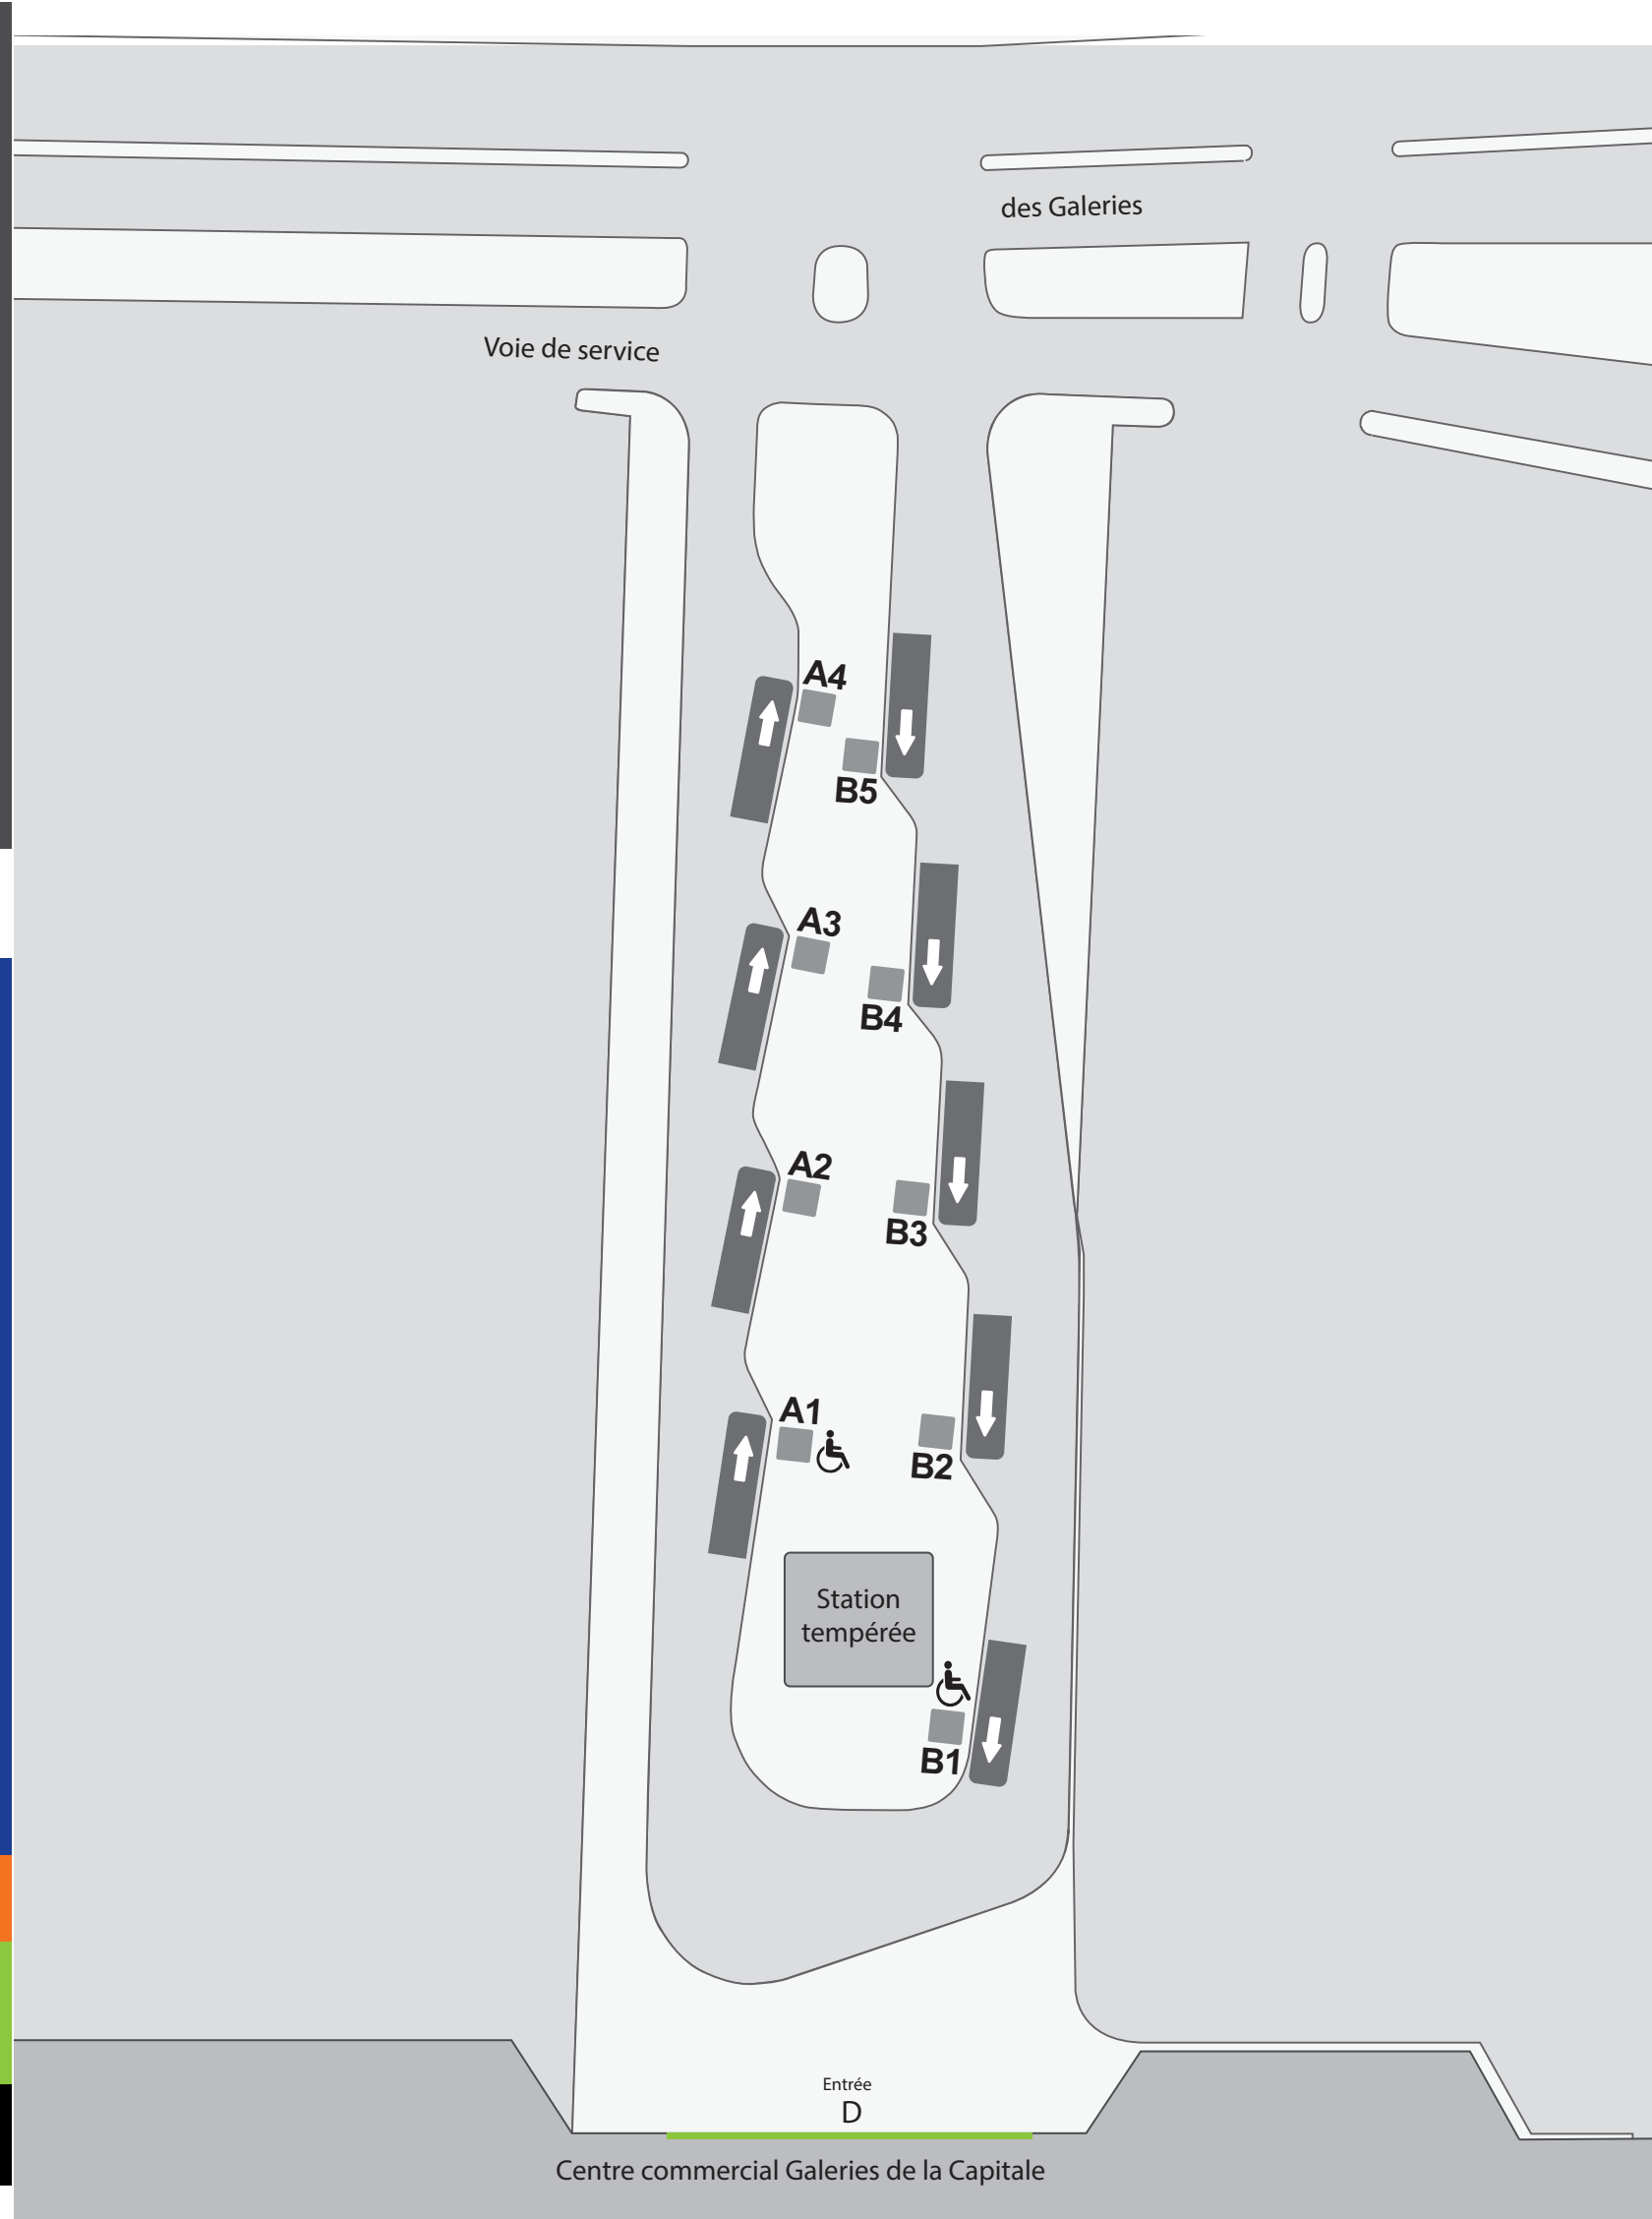 des Galeries
Voie de service
A4
B5
A3
B4
A2
B3
A1
B2
Station
tempérée
B1
Entrée
D
Centre commercial Galeries de la Capitale